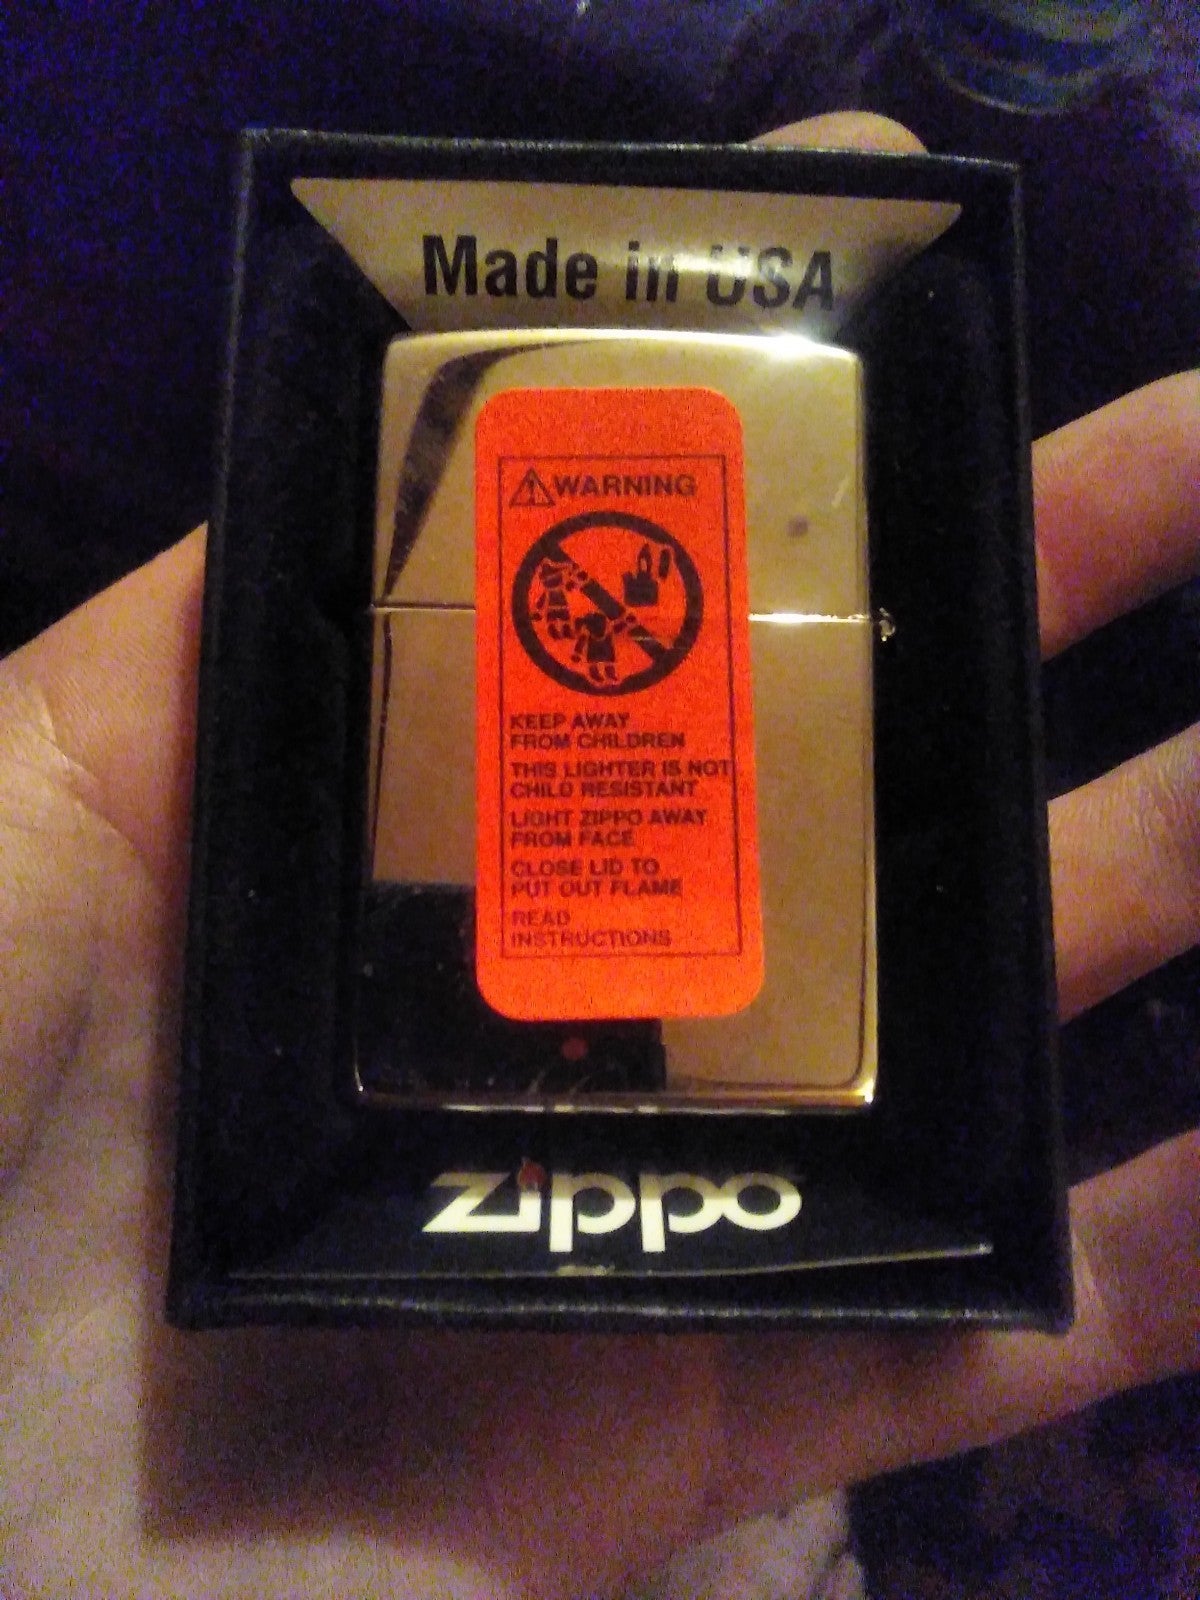 Made in USA
WARNING
KEEP AWAY
FROM CHILDREN
THIS LIGHTER IS NOT
CHILD RESISTANT
LIGHT ZIPPO AWAY
FROM FACE
CLOSE LID TO
PUT OUT FLAME
READ
INSTRUCTIONS
zippo